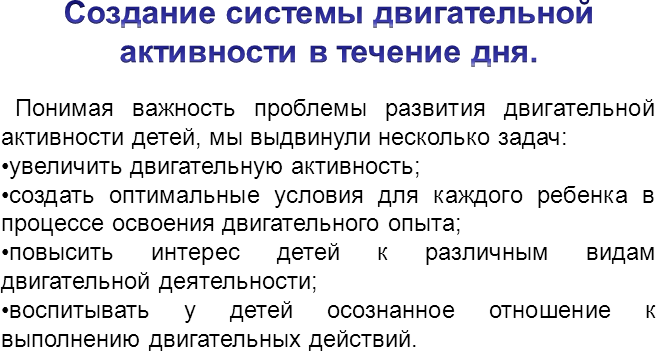 Создание системы двигательной
активности в течение дня.
Понимая важность проблемы развития двигательной
активности детей, мы выдвинули несколько задач:
•увеличить двигательную активность;
•создать оптимальные условия для каждого ребенка в
процессе освоения двигательного опыта;
•повысить интерес детей к различным видам
двигательной деятельности;
•воспитывать у детей осознанное отношение к
выполнению двигательных действий.